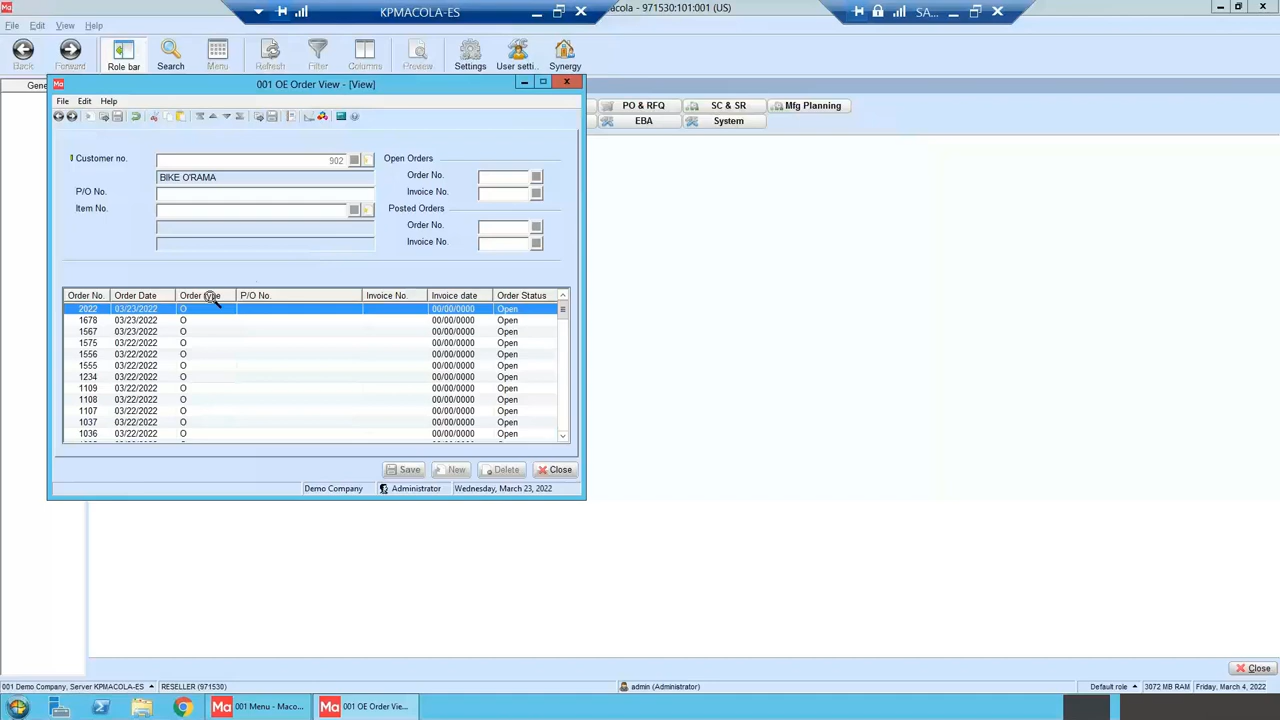 KPMACOLA-ES
acola - 971530:101:001 (US)
SA...
File Edit View Help
Back Forward Role bar Search Menu Refresh Filter Columns Preview Settings User setti... Synergy
Gene
001 OE Order View - [View]
File Edit Help
PO & RFQ SC & SR Mfg Planning
EBA System
Customer no. 902 Open Orders
BIKE O'RAMA Order No.
P/O No. Invoice No.
Item No. Posted Orders
Order No.
Invoice No.
Order No. Order Date Order type P/O No. Invoice No. Invoice date Order Status
2022 03/23/2022 O 00/00/0000 Open
1678 03/23/2022 O 00/00/0000 Open
1567 03/23/2022 O 00/00/0000 Open
1575 03/22/2022 O 00/00/0000 Open
1556 03/22/2022 O 00/00/0000 Open
1555 03/22/2022 O 00/00/0000 Open
1234 03/22/2022 O 00/00/0000 Open
1109 03/22/2022 O 00/00/0000 Open
1108 03/22/2022 O 00/00/0000 Open
1107 03/22/2022 O 00/00/0000 Open
1037 03/22/2022 O 00/00/0000 Open
1036 03/22/2022 O 00/00/0000 Open
Save New Delete Close
Demo Company Administrator Wednesday, March 23, 2022
Close
001 Demo Company, Server KPMACOLA-ES RESELLER (971530) admin (Administrator) Default role 3072 MB RAM Friday, March 4, 2022
Ma 001 Menu - Maco... Ma 001 OE Order Vie...